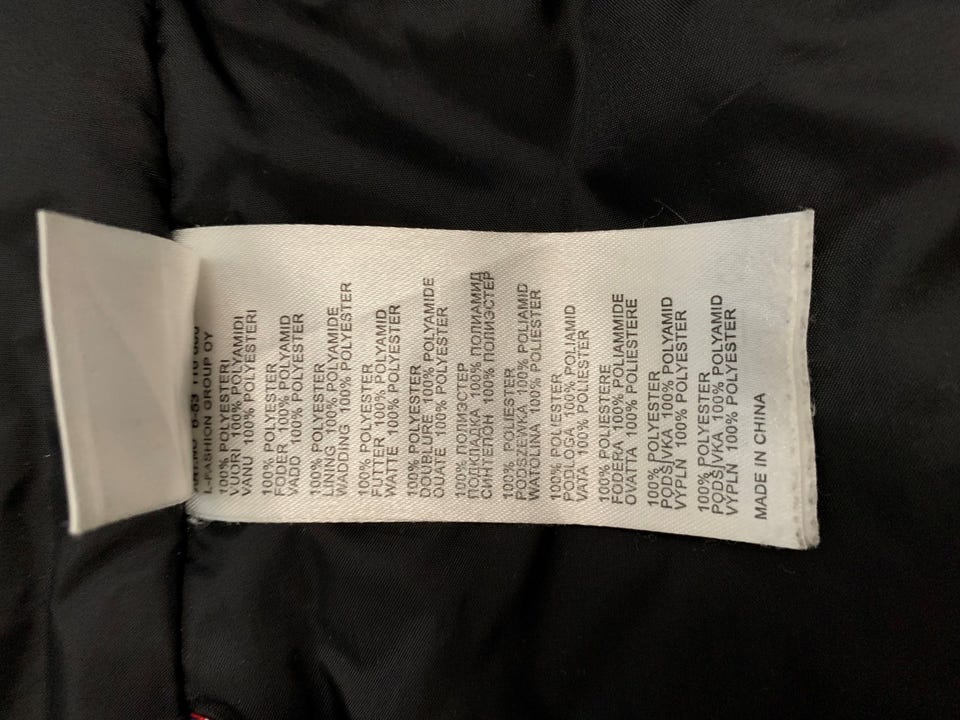 L-FASHION GROUP OY
100% POLYESTERI
VUORI 100% POLYAMIDI
VANU 100% POLYESTERI
100% POLYESTER
FODER 100% POLYAMID
VADD 100% POLYESTER
100% POLYESTER
LINING 100% POLYAMIDE
WADDING 100% POLYESTER
100% POLYESTER
FUTTER 100% POLYAMID
WATTE 100% POLYESTER
100% POLYESTER
DOUBLURE 100% POLYAMIDE
OUATE 100% POLYESTER
100% ПОЛИЭСТЕР
ПОДКЛАДКА 100% ПОЛИАМИД
СИНТЕПОН 100% ПОЛИЭСТЕР
100% POLIESTER
PODSZEWKA 100% POLIAMID
WATOLINA 100% POLIESTER
100% POLIESTER
PODLOGA 100% POLIAMID
VATA 100% POLIESTER
100% POLIESTERE
FODERA 100% POLIAMMIDE
OVATTA 100% POLIESTERE
100% POLYESTER
PODŠÍVKA 100% POLYAMID
VÝPLN 100% POLYESTER
100% POLYESTER
PODŠÍVKA 100% POLYAMID
VÝPLŇ 100% POLYESTER
MADE IN CHINA